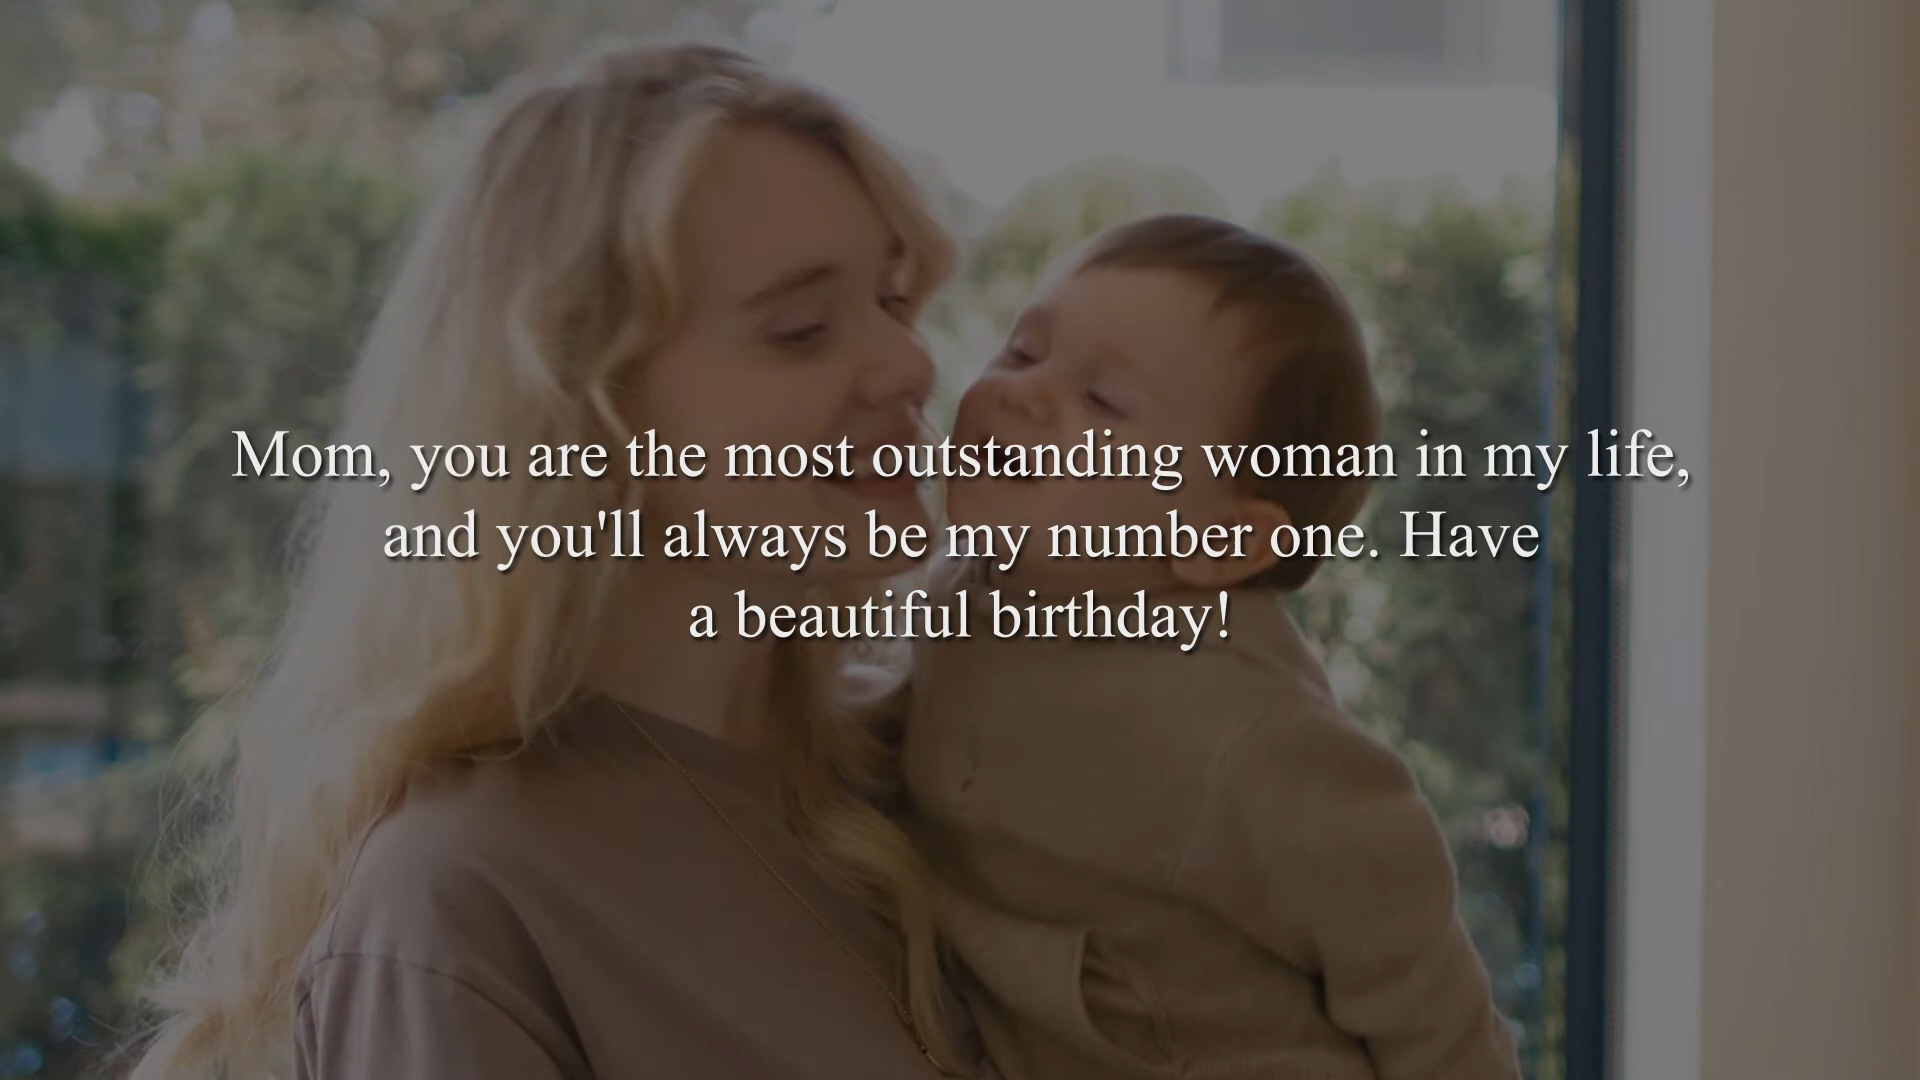 Mom, you are the most outstanding woman in my life,
and you'll always be my number one. Have
a beautiful birthday!